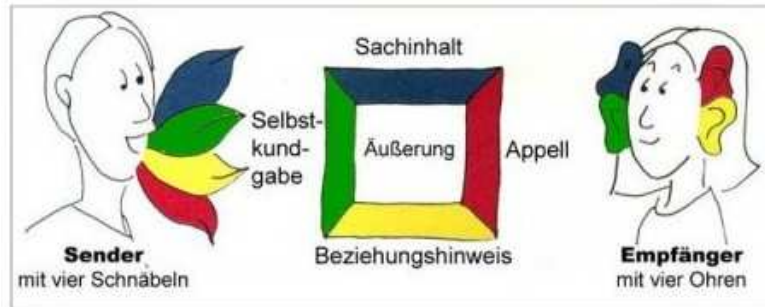 Sachinhalt
Selbst-
kund-
gabe
Äußerung
Appell
Beziehungshinweis
Sender
mit vier Schnäbeln
Empfänger
mit vier Ohren